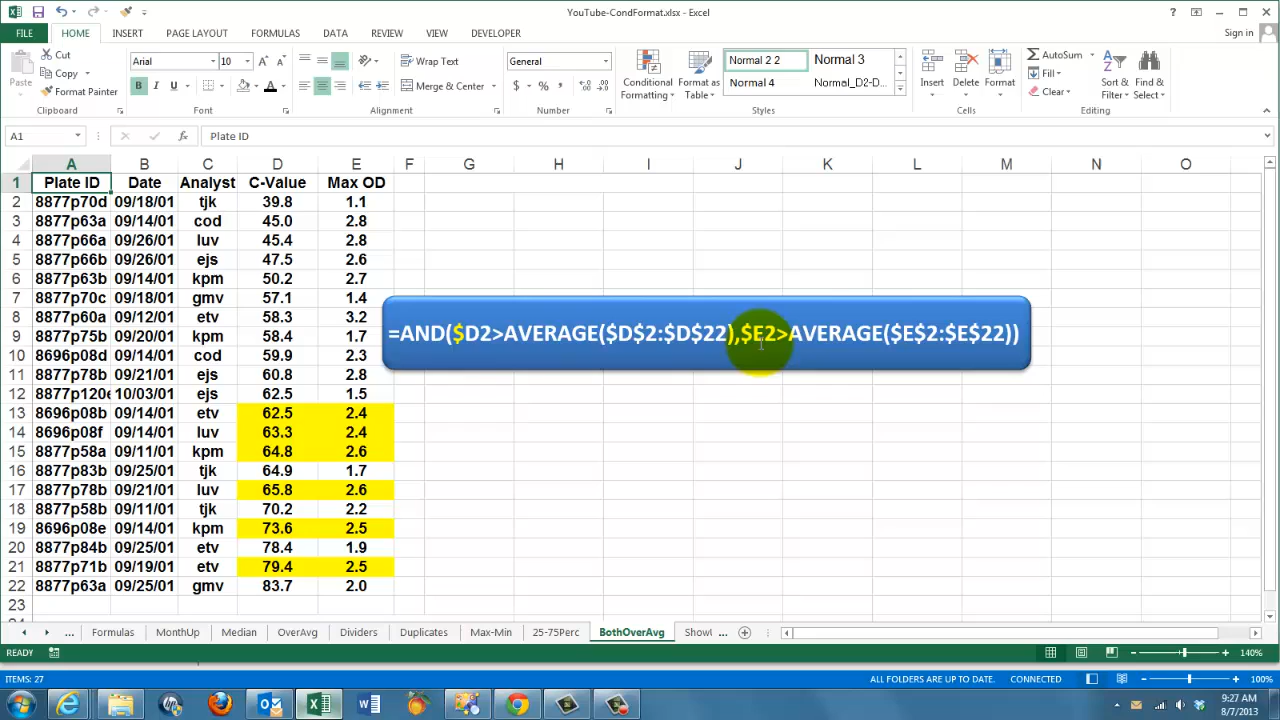 YouTube-CondFormat.xlsx - Excel
FILE HOME INSERT PAGE LAYOUT FORMULAS DATA REVIEW VIEW DEVELOPER Sign in
Paste
Cut
Copy
Format Painter
Clipboard
Arial 10
B I U
Font
Wrap Text
Merge & Center
Alignment
General
$ % ,
Number
Conditional Formatting
Format as Table
Normal 2 2 Normal 3
Normal 4 Normal_D2-D...
Styles
Insert Delete Format
Cells
AutoSum
Fill
Clear
Sort & Filter
Find & Select
Editing
A1 fx Plate ID
A B C D E F G H I J K L M N O
1 Plate ID Date Analyst C-Value Max OD
2 8877p70d 09/18/01 tjk 39.8 1.1
3 8877p63a 09/14/01 cod 45.0 2.8
4 8877p66a 09/26/01 luv 45.4 2.8
5 8877p66b 09/26/01 ejs 47.5 2.6
6 8877p63b 09/14/01 kpm 50.2 2.7
7 8877p70c 09/18/01 gmv 57.1 1.4
8 8877p60a 09/12/01 etv 58.3 3.2
9 8877p75b 09/20/01 kpm 58.4 1.7
=AND($D2>AVERAGE($D$2:$D$22),$E2>AVERAGE($E$2:$E$22))
10 8696p08d 09/14/01 cod 59.9 2.3
11 8877p78b 09/21/01 ejs 60.8 2.8
12 8877p120e 10/03/01 ejs 62.5 1.5
13 8696p08b 09/14/01 etv 62.5 2.4
14 8696p08f 09/14/01 luv 63.3 2.4
15 8877p58a 09/11/01 kpm 64.8 2.6
16 8877p83b 09/25/01 tjk 64.9 1.7
17 8877p78b 09/21/01 luv 65.8 2.6
18 8877p58b 09/11/01 tjk 70.2 2.2
19 8696p08e 09/14/01 kpm 73.6 2.5
20 8877p84b 09/25/01 etv 78.4 1.9
21 8877p71b 09/19/01 etv 79.4 2.5
22 8877p63a 09/25/01 gmv 83.7 2.0
23
... Formulas MonthUp Median OverAvg Dividers Duplicates Max-Min 25-75Perc BothOverAvg Show ...
READY 140%
ITEMS: 27 ALL FOLDERS ARE UP TO DATE. CONNECTED 100%
9:27 AM
8/7/2013